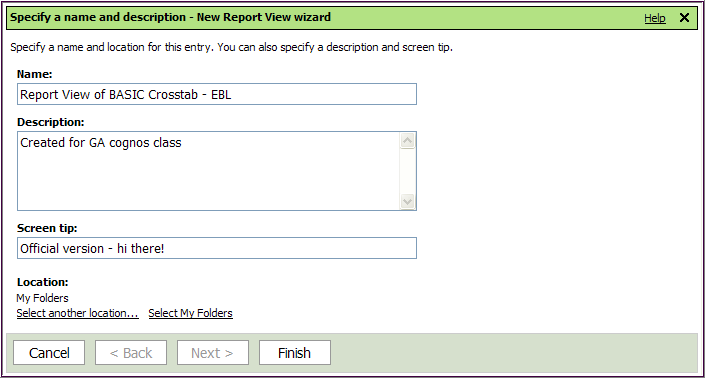 Specify a name and description - New Report View wizard Help
Specify a name and location for this entry. You can also specify a description and screen tip.
Name:
Report View of BASIC Crosstab - EBL
Description:
Created for GA cognos class
Screen tip:
Official version - hi there!
Location:
My Folders
Select another location... Select My Folders
Cancel < Back Next > Finish